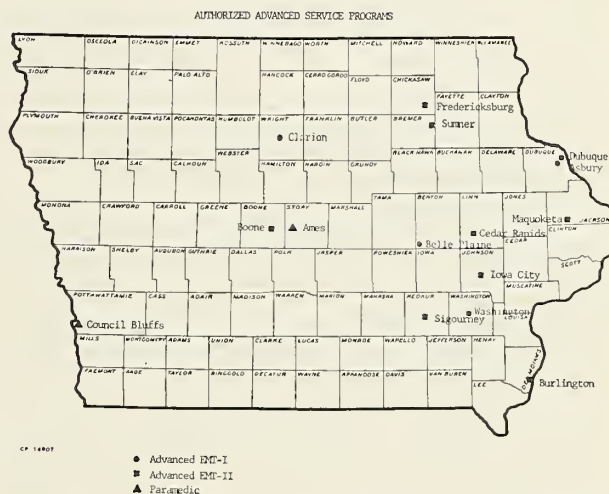 AUTHORIZED ADVANCED SERVICE PROGRAMS
LYON OSCEOLA DICKINSON EMMET KOSSUTH WINNEBAGO WORTH MITCHELL HOWARD WINNESHIEK ALLAMAKEE
SIOUX O'BRIEN CLAY PALO ALTO HANCOCK CERRO GORDO FLOYD CHICKASAW
Fredericksburg
FAYETTE CLAYTON
PLYMOUTH CHEROKEE BUENA VISTA POCAHONTAS HUMBOLDT WRIGHT FRANKLIN BUTLER BREMER
Sumner
Clarion
WEBSTER
WOODBURY IDA SAC CALHOUN HAMILTON HARDIN GRUNDY BLACK HAWK BUCHANAN DELAWARE DUBUQUE
Dubuque
Asbury
MONONA CRAWFORD CARROLL GREENE BOONE STORY MARSHALL TAMA BENTON LINN JONES
Maquoketa JACKSON
Boone Ames Cedar Rapids CLINTON
CEDAR
Belle Plaine
HARRISON SHELBY AUDUBON GUTHRIE DALLAS POLK JASPER POWESHIEK IOWA JOHNSON
SCOTT
Iowa City
MUSCATINE
POTTAWATTAMIE CASS ADAIR MADISON WARREN MARION MAHASKA KEOKUK WASHINGTON
Council Bluffs Sigourney Washington
LOUISA
MILLS MONTGOMERY ADAMS UNION CLARKE LUCAS MONROE WAPELLO JEFFERSON HENRY
DES MOINES
Burlington
FREMONT PAGE TAYLOR RINGGOLD DECATUR WAYNE APPANOOSE DAVIS VAN BUREN
LEE
CP 14907
Advanced EMT-I
Advanced EMT-II
Paramedic